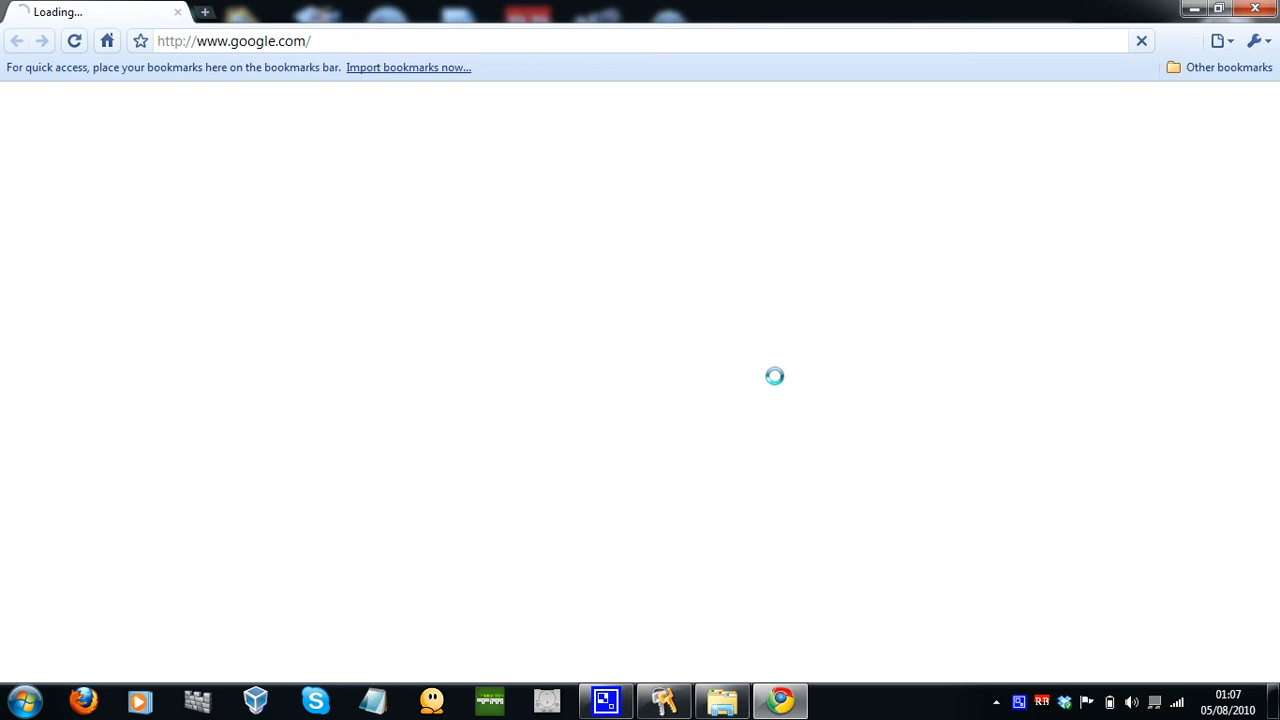 Loading...
http://www.google.com/
For quick access, place your bookmarks here on the bookmarks bar. Import bookmarks now...
Other bookmarks
01:07
05/08/2010